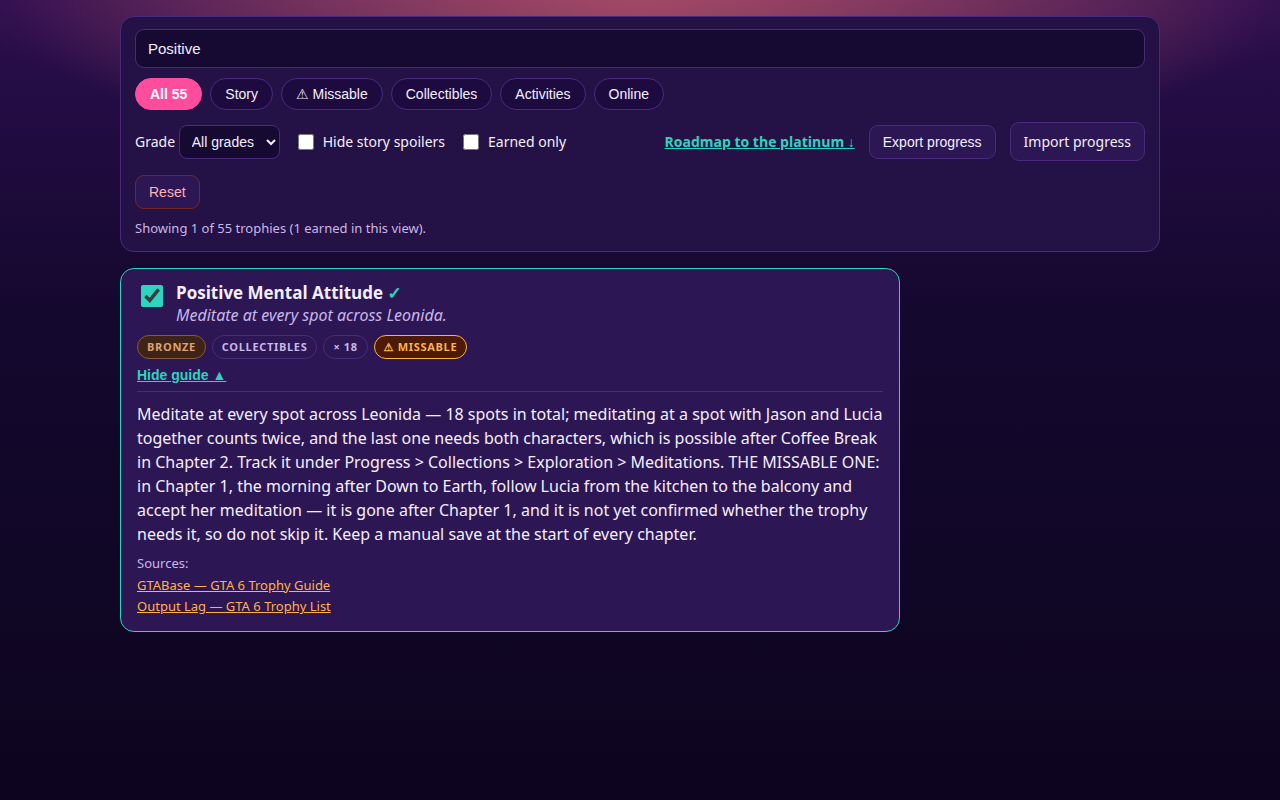 Positive
All 55 Story ⚠ Missable Collectibles Activities Online
Grade All grades Hide story spoilers Earned only Roadmap to the platinum ↓ Export progress Import progress
Reset
Showing 1 of 55 trophies (1 earned in this view).
Positive Mental Attitude ✓
Meditate at every spot across Leonida.
BRONZE COLLECTIBLES × 18 ⚠ MISSABLE
Hide guide ▲
Meditate at every spot across Leonida — 18 spots in total; meditating at a spot with Jason and Lucia
together counts twice, and the last one needs both characters, which is possible after Coffee Break
in Chapter 2. Track it under Progress > Collections > Exploration > Meditations. THE MISSABLE ONE:
in Chapter 1, the morning after Down to Earth, follow Lucia from the kitchen to the balcony and
accept her meditation — it is gone after Chapter 1, and it is not yet confirmed whether the trophy
needs it, so do not skip it. Keep a manual save at the start of every chapter.
Sources:
GTABase — GTA 6 Trophy Guide
Output Lag — GTA 6 Trophy List